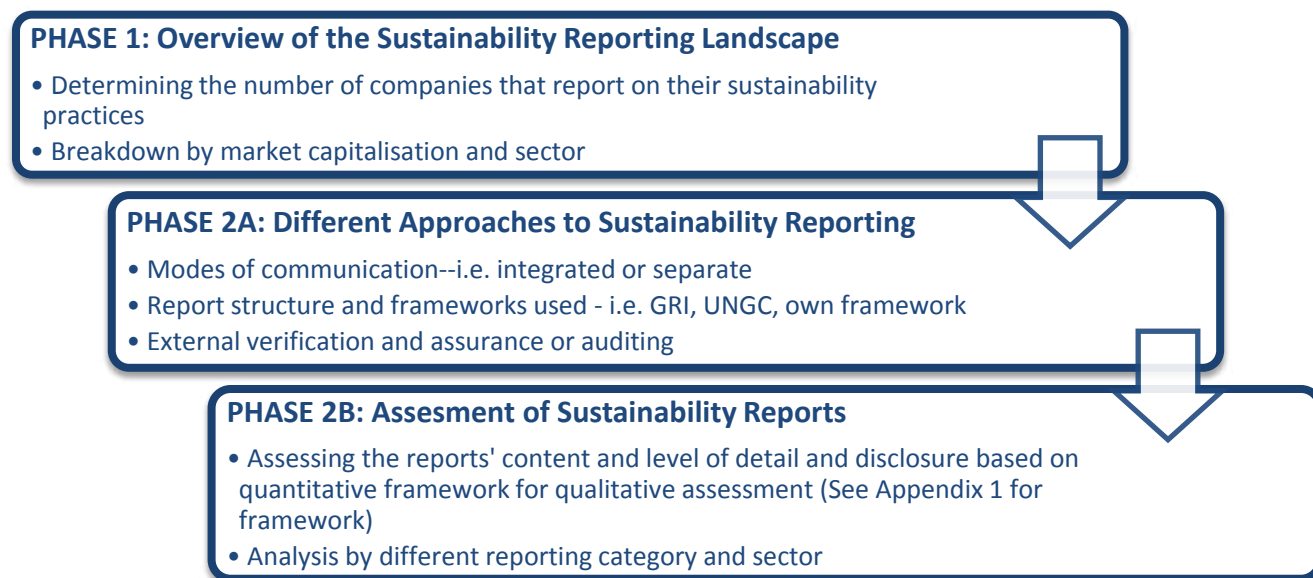 PHASE 1: Overview of the Sustainability Reporting Landscape
• Determining the number of companies that report on their sustainability
practices
• Breakdown by market capitalisation and sector
PHASE 2A: Different Approaches to Sustainability Reporting
• Modes of communication--i.e. integrated or separate
• Report structure and frameworks used - i.e. GRI, UNGC, own framework
• External verification and assurance or auditing
PHASE 2B: Assesment of Sustainability Reports
• Assessing the reports' content and level of detail and disclosure based on
quantitative framework for qualitative assessment (See Appendix 1 for
framework)
• Analysis by different reporting category and sector